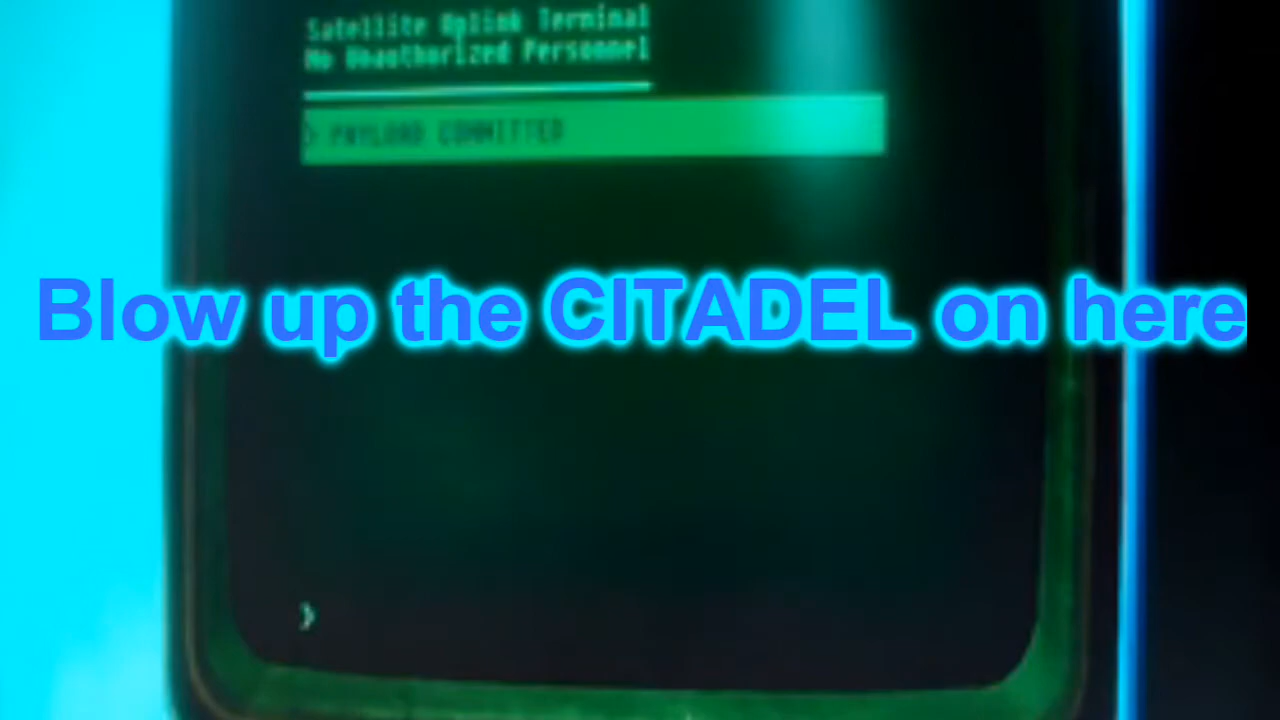 Satellite Uplink Terminal
No Unauthorized Personnel
> PAYLOAD COMMITTED
Blow up the CITADEL on here
>